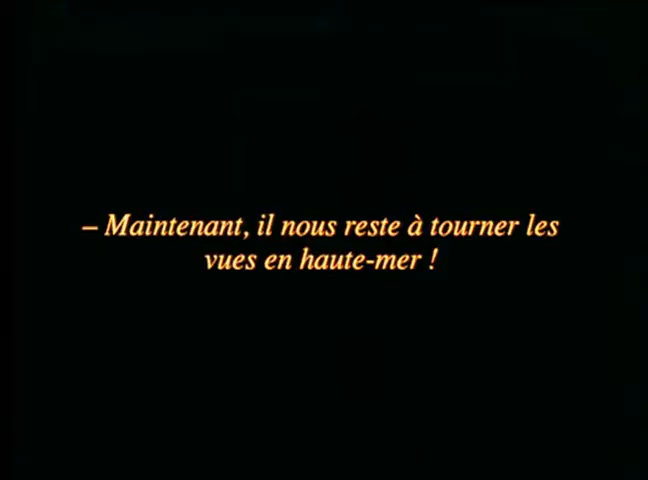 – Maintenant, il nous reste à tourner les
vues en haute-mer !